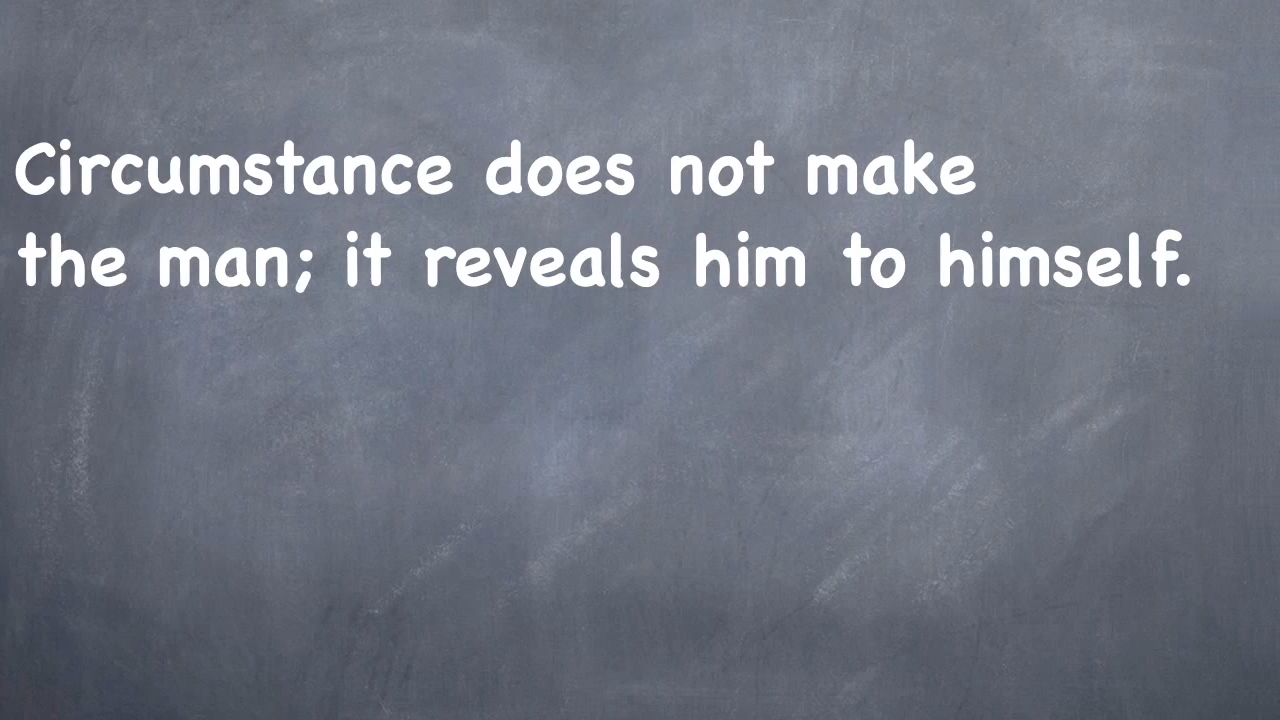 Circumstance does not make
the man; it reveals him to himself.